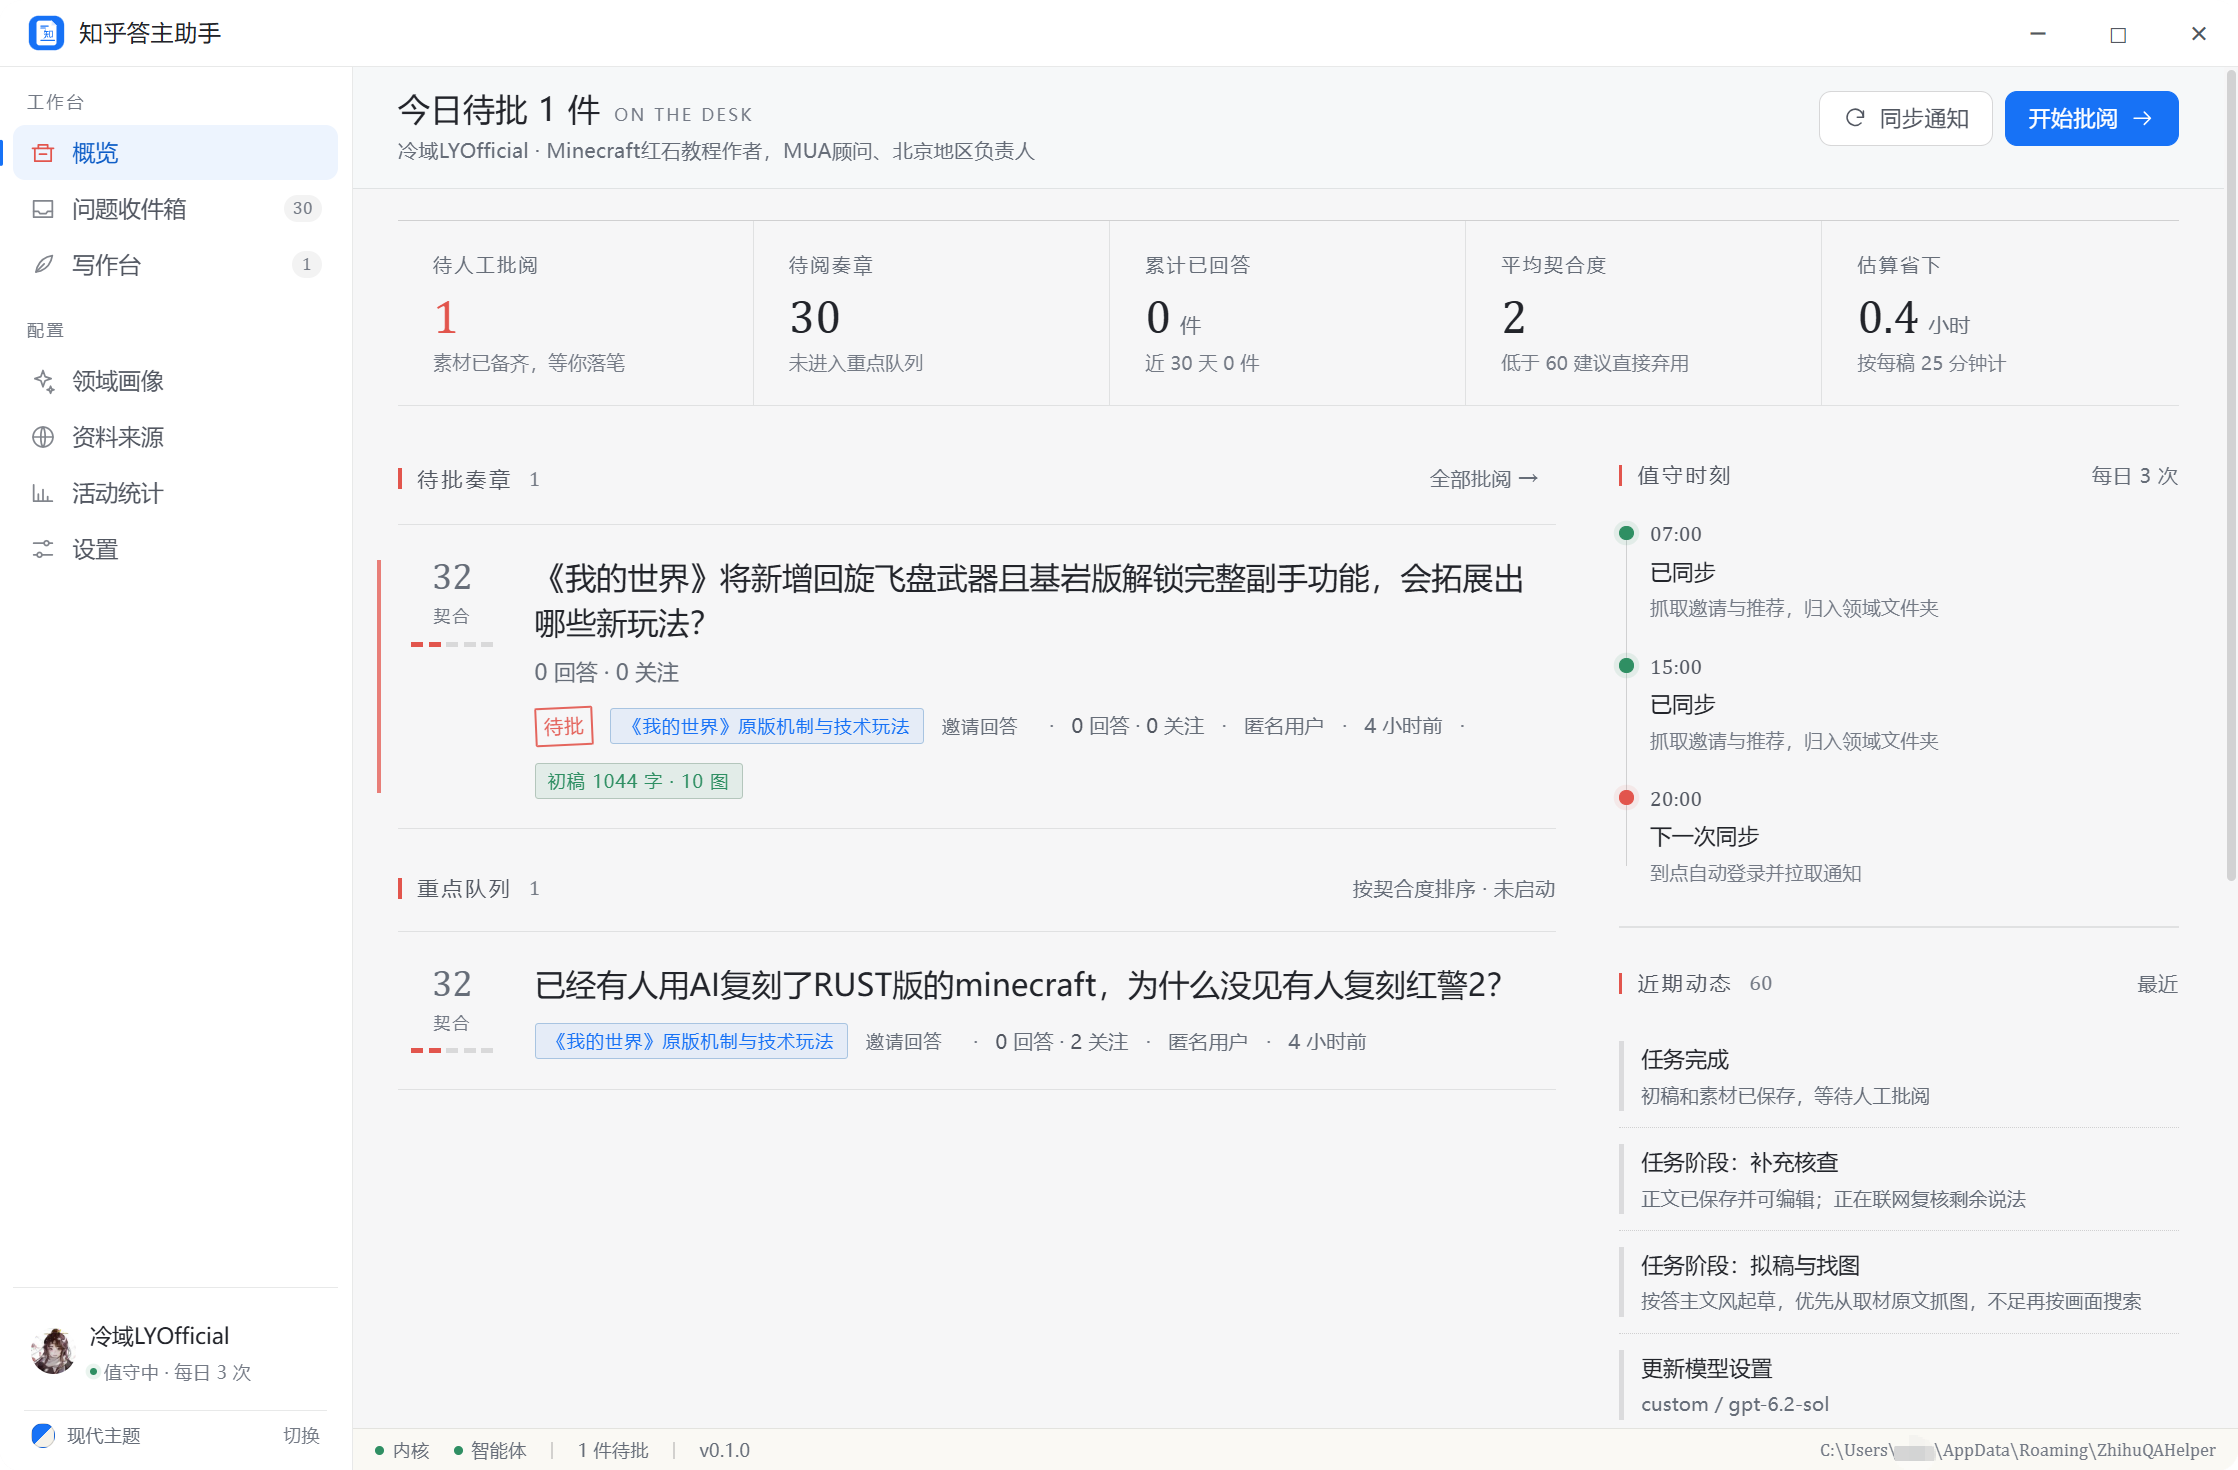 知乎答主助手
工作台
概览
问题收件箱 30
写作台 1
配置
领域画像
资料来源
活动统计
设置
冷域LYOfficial
值守中 · 每日 3 次
现代主题 切换
今日待批 1 件 ON THE DESK
冷域LYOfficial · Minecraft红石教程作者，MUA顾问、北京地区负责人
同步通知
开始批阅 →
待人工批阅
1
素材已备齐，等你落笔
待阅奏章
30
未进入重点队列
累计已回答
0 件
近 30 天 0 件
平均契合度
2
低于 60 建议直接弃用
估算省下
0.4 小时
按每稿 25 分钟计
待批奏章 1 全部批阅 →
32
契合
《我的世界》将新增回旋飞盘武器且基岩版解锁完整副手功能，会拓展出
哪些新玩法？
0 回答 · 0 关注
待批 《我的世界》原版机制与技术玩法 邀请回答 · 0 回答 · 0 关注 · 匿名用户 · 4 小时前 ·
初稿 1044 字 · 10 图
重点队列 1 按契合度排序 · 未启动
32
契合
已经有人用AI复刻了RUST版的minecraft，为什么没见有人复刻红警2？
《我的世界》原版机制与技术玩法 邀请回答 · 0 回答 · 2 关注 · 匿名用户 · 4 小时前
值守时刻 每日 3 次
07:00
已同步
抓取邀请与推荐，归入领域文件夹
15:00
已同步
抓取邀请与推荐，归入领域文件夹
20:00
下一次同步
到点自动登录并拉取通知
近期动态 60 最近
任务完成
初稿和素材已保存，等待人工批阅
任务阶段：补充核查
正文已保存并可编辑；正在联网复核剩余说法
任务阶段：拟稿与找图
按答主文风起草，优先从取材原文抓图，不足再按画面搜索
更新模型设置
custom / gpt-6.2-sol
内核 智能体 | 1 件待批 | v0.1.0
C:\Users\ \AppData\Roaming\ZhihuQAHelper